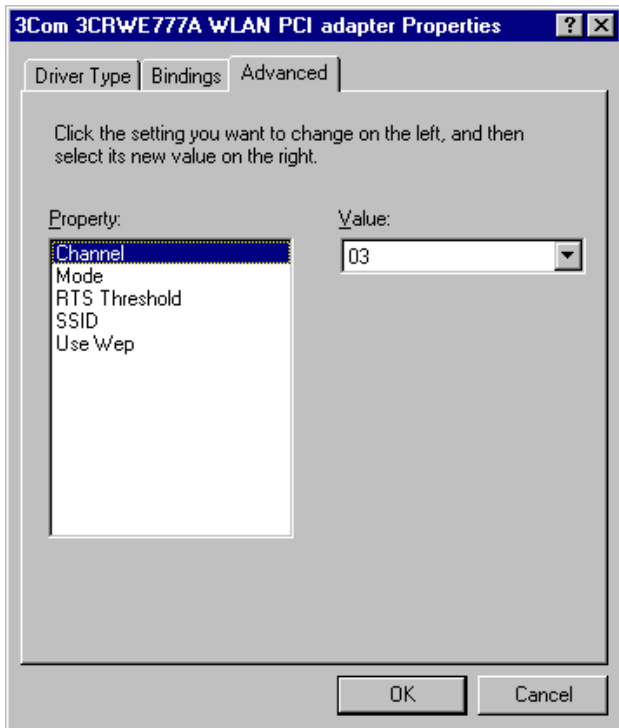 3Com 3CRWE777A WLAN PCI adapter Properties
Driver Type Bindings Advanced
Click the setting you want to change on the left, and then
select its new value on the right.
Property:
Value:
Channel
03
Mode
RTS Threshold
SSID
Use Wep
OK
Cancel